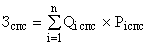 Зспс = n∑i=1 Qi спс × Pi спс